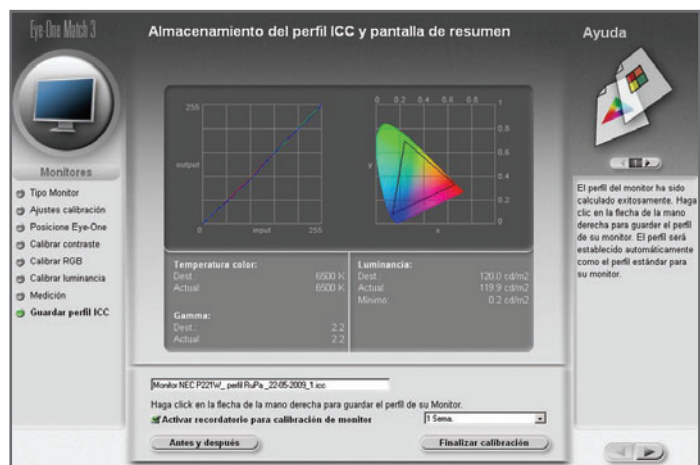 Eye-One Match 3
Almacenamiento del perfil ICC y pantalla de resumen
Ayuda
Monitores
Tipo Monitor
Ajustes calibración
Posicione Eye-One
Calibrar contraste
Calibrar RGB
Calibrar luminancia
Medición
Guardar perfil ICC
255
output
0
input
255
0 0.2 0.4 0.6 0.8
1
0.8
0.6
0.4
0.2
0
y
x
Temperatura color:
Dest.: 6500 K
Actual: 6500 K
Gamma:
Dest.: 2.2
Actual: 2.2
Luminancia:
Dest.: 120.0 cd/m2
Actual: 119.9 cd/m2
Mínimo: 0.2 cd/m2
Monitor NEC P221W_ perfil RuPa _22-05-2009_1.icc
Haga click en la flecha de la mano derecha para guardar el perfil de su Monitor.
Activar recordatorio para calibración de monitor
1 Sema.
Antes y después
Finalizar calibración
1
El perfil del monitor ha sido
calculado exitosamente. Haga
clic en la flecha de la mano
derecha para guardar el perfil
de su monitor. El perfil será
establecido automáticamente
como el perfil estándar para
su monitor.